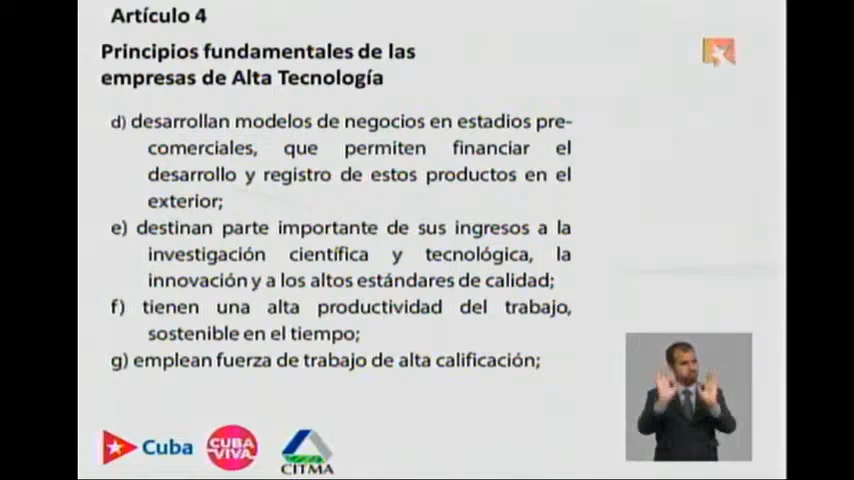 Artículo 4
Principios fundamentales de las
empresas de Alta Tecnología
d) desarrollan modelos de negocios en estadios pre-
comerciales, que permiten financiar el
desarrollo y registro de estos productos en el
exterior;
e) destinan parte importante de sus ingresos a la
investigación científica y tecnológica, la
innovación y a los altos estándares de calidad;
f) tienen una alta productividad del trabajo,
sostenible en el tiempo;
g) emplean fuerza de trabajo de alta calificación;
Cuba
CUBA
VIVA
CITMA